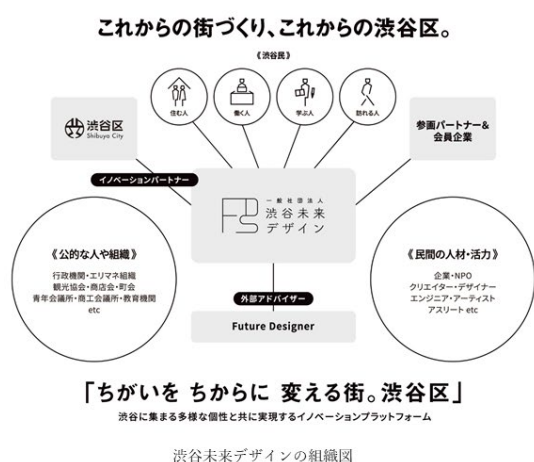 これからの街づくり、これからの渋谷区。
《渋谷民》
住む人
働く人
学ぶ人
訪れる人
渋谷区
Shibuya City
参画パートナー＆
会員企業
イノベーションパートナー
一般社団法人
渋谷未来
デザイン
《公的な人や組織》
行政機関・エリマネ組織
観光協会・商店会・町会
青年会議所・商工会議所・教育機関
etc
《民間の人材・活力》
企業・NPO
クリエイター・デザイナー
エンジニア・アーティスト
アスリート etc
外部アドバイザー
Future Designer
「ちがいを ちからに 変える街。渋谷区」
渋谷に集まる多様な個性と共に実現するイノベーションプラットフォーム
渋谷未来デザインの組織図